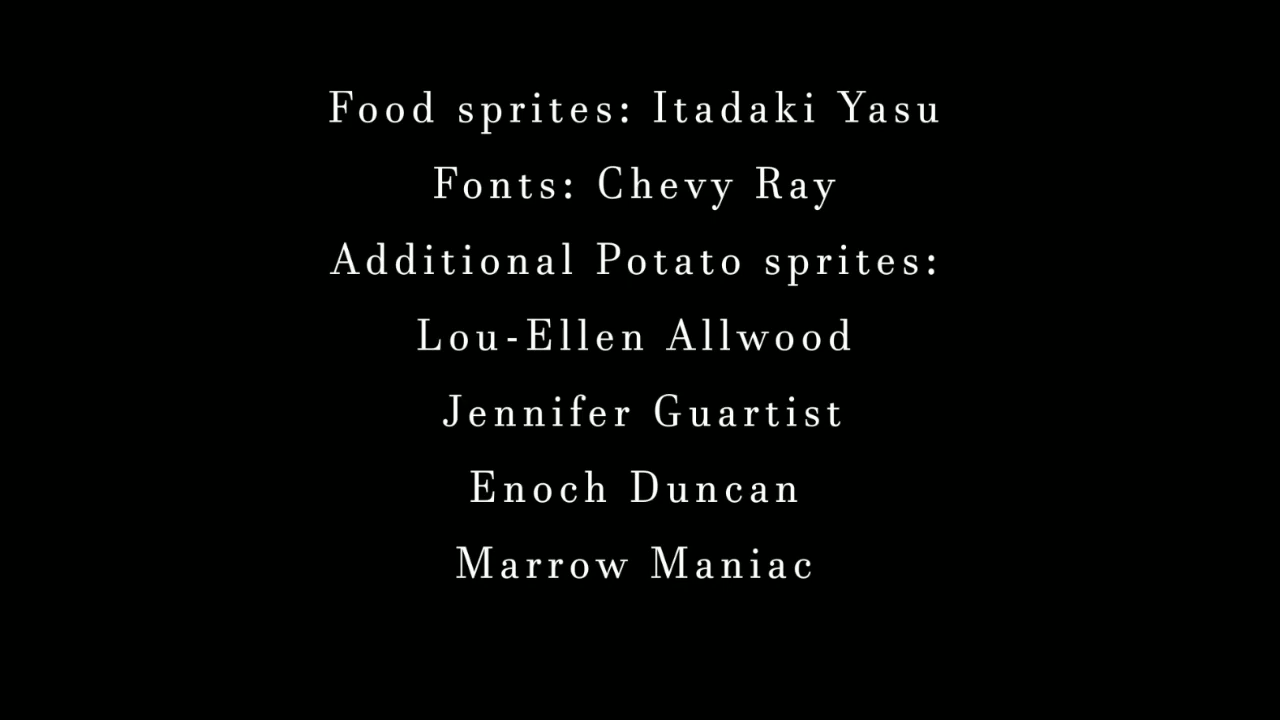 Food sprites: Itadaki Yasu
Fonts: Chevy Ray
Additional Potato sprites:
Lou-Ellen Allwood
Jennifer Guartist
Enoch Duncan
Marrow Maniac